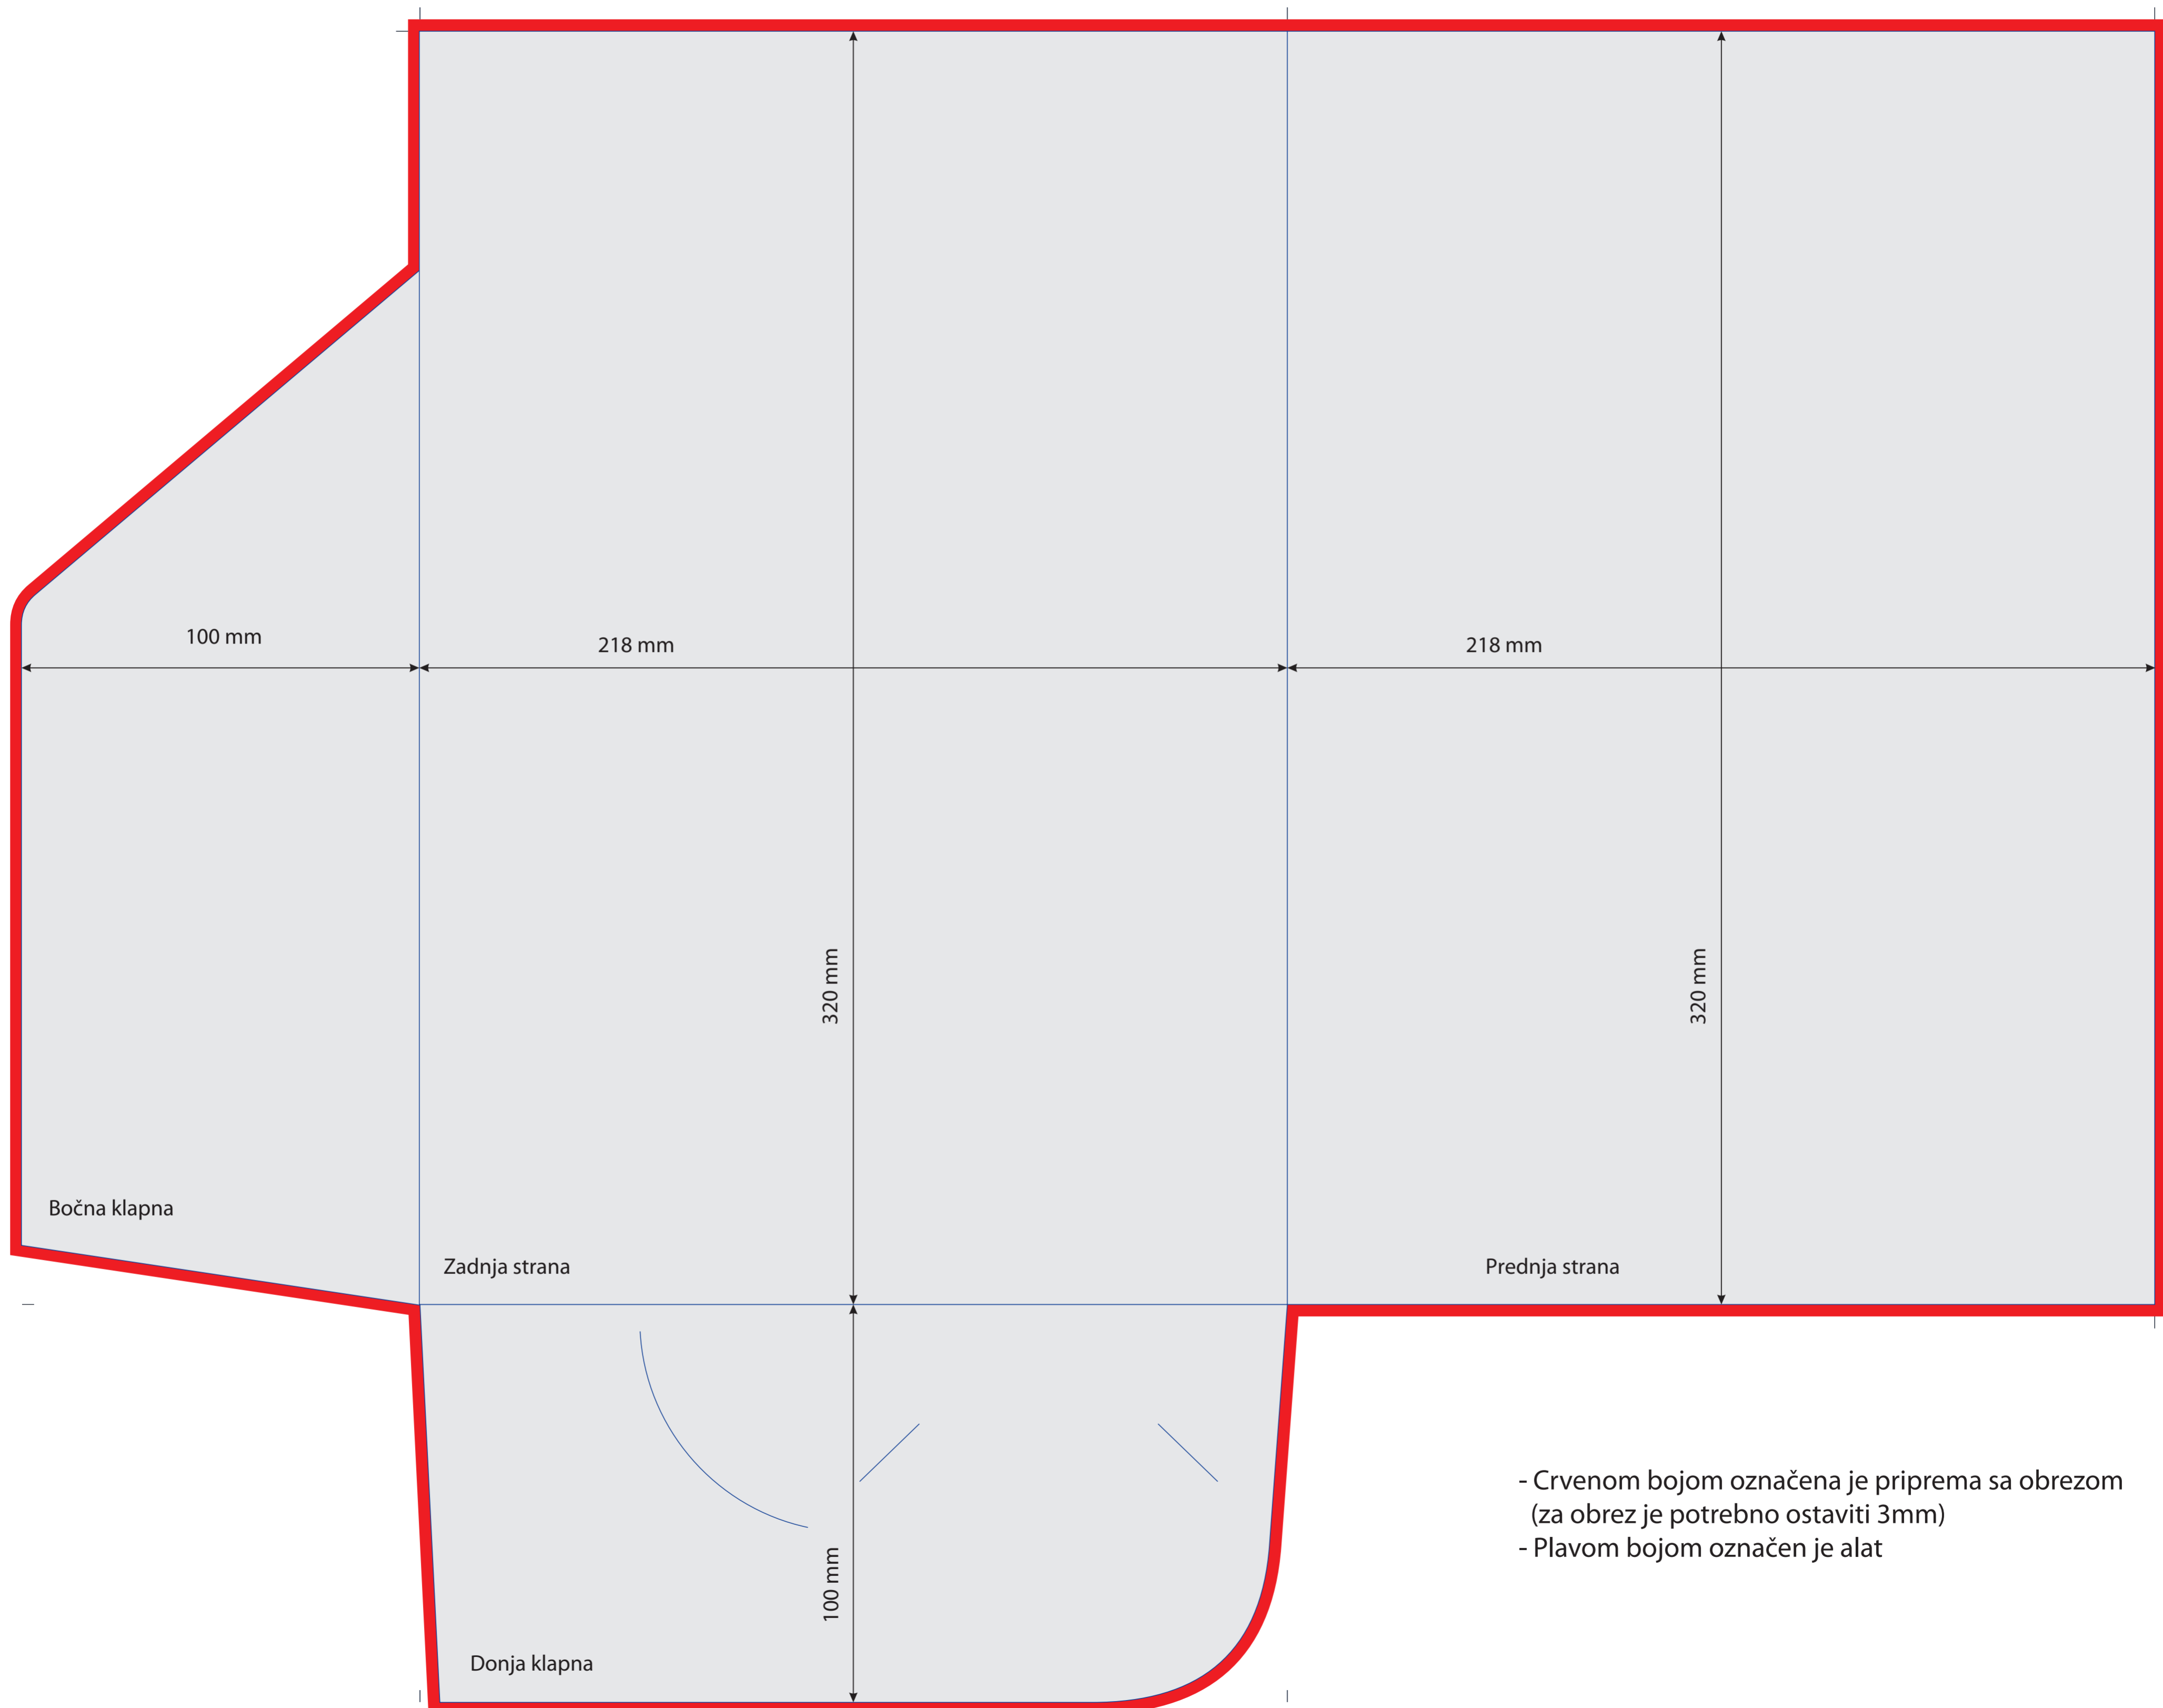 100 mm
218 mm
218 mm
320 mm
320 mm
Bočna klapna
Zadnja strana
Prednja strana
- Crvenom bojom označena je priprema sa obrezom
(za obrez je potrebno ostaviti 3mm)
- Plavom bojom označen je alat
100 mm
Donja klapna